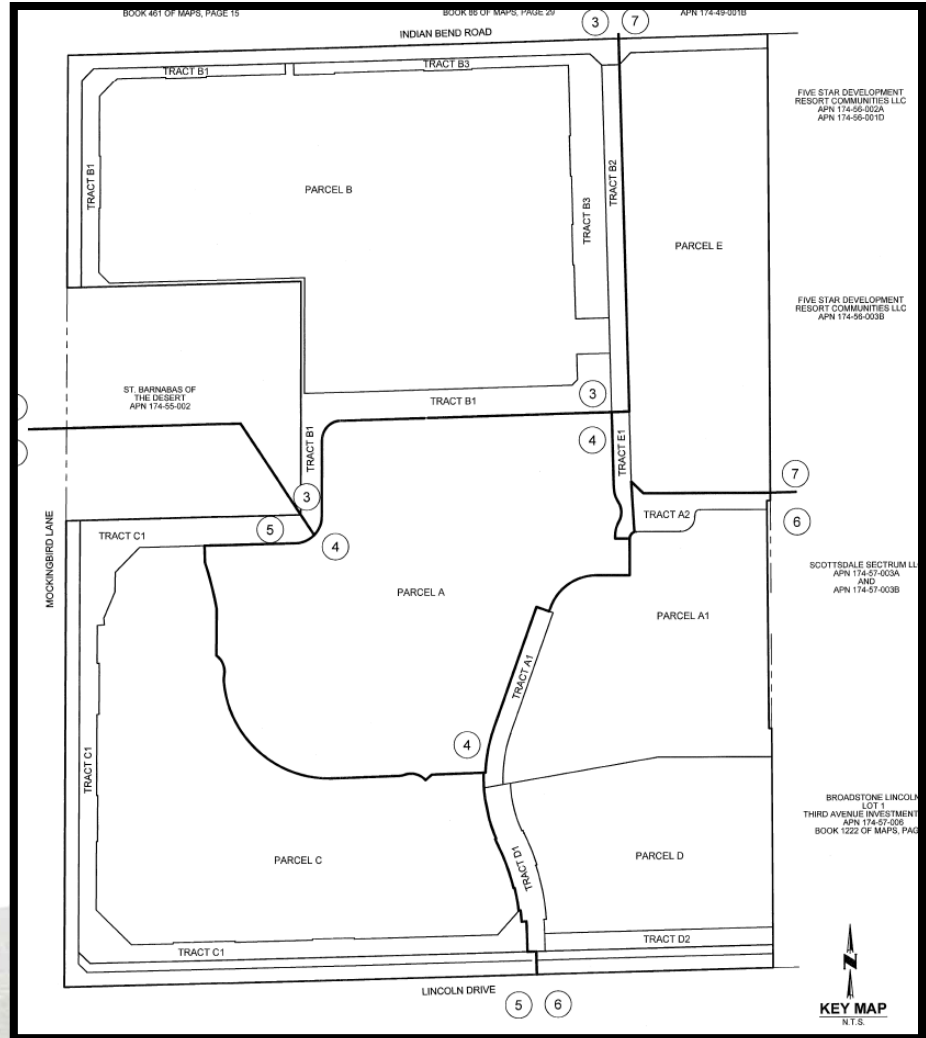 BOOK 461 OF MAPS, PAGE 15
BOOK 86 OF MAPS, PAGE 29
APN 174-49-001B
3
7
INDIAN BEND ROAD
TRACT B1
TRACT B3
FIVE STAR DEVELOPMENT
RESORT COMMUNITIES LLC
APN 174-56-002A
APN 174-56-001D
TRACT B1
PARCEL B
TRACT B2
TRACT B3
PARCEL E
FIVE STAR DEVELOPMENT
RESORT COMMUNITIES LLC
APN 174-56-003B
ST. BARNABAS OF
THE DESERT
APN 174-55-002
TRACT B1
3
4
TRACT B1
TRACT E1
3
5
4
7
6
TRACT A2
TRACT C1
MOCKINGBIRD LANE
PARCEL A
SCOTTSDALE SECTRUM LL
APN 174-57-003A
AND
APN 174-57-003B
PARCEL A1
TRACT A1
4
TRACT C1
BROADSTONE LINCOLN
LOT 1
THIRD AVENUE INVESTMENT
APN 174-57-006
BOOK 1222 OF MAPS, PAG
PARCEL C
TRACT D1
PARCEL D
TRACT C1
TRACT D2
LINCOLN DRIVE
5
6
N
KEY MAP
N.T.S.